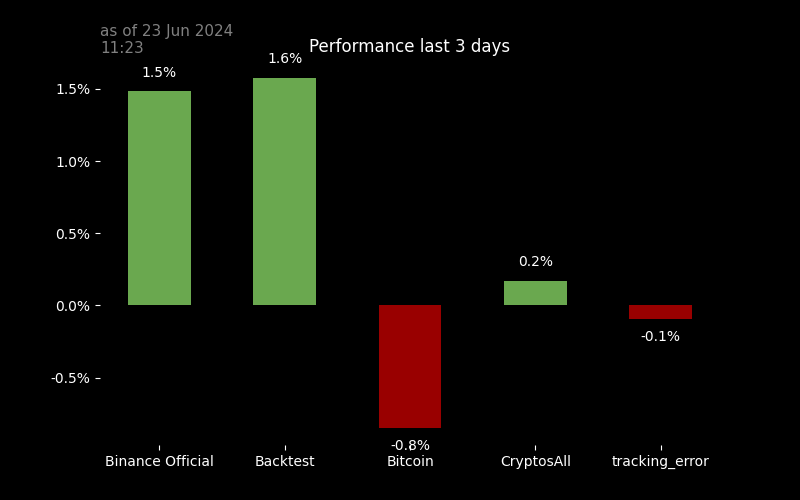 as of 23 Jun 2024
11:23
Performance last 3 days
1.5%
1.6%
-0.8%
0.2%
-0.1%
1.5%
1.0%
0.5%
0.0%
-0.5%
Binance Official
Backtest
Bitcoin
CryptosAll
tracking_error